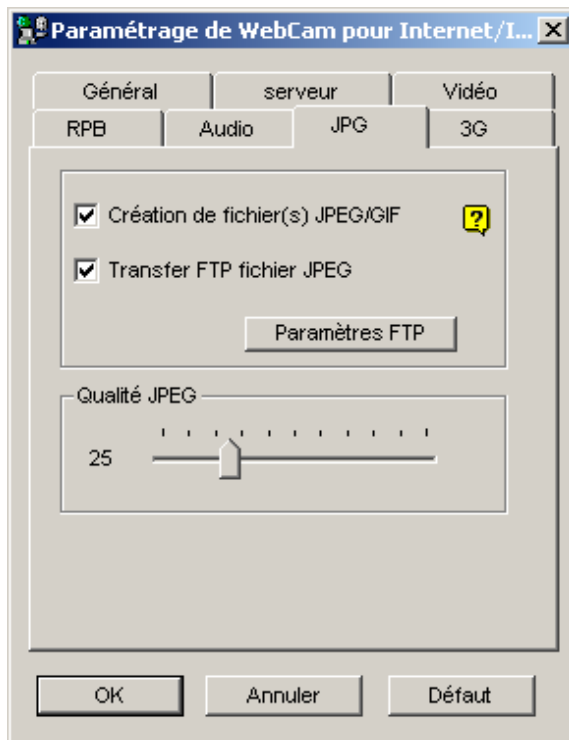 Paramétrage de WebCam pour Internet/I...
Général serveur Vidéo
RPB Audio JPG 3G
Création de fichier(s) JPEG/GIF
?
Transfer FTP fichier JPEG
Paramètres FTP
Qualité JPEG
25
OK Annuler Défaut